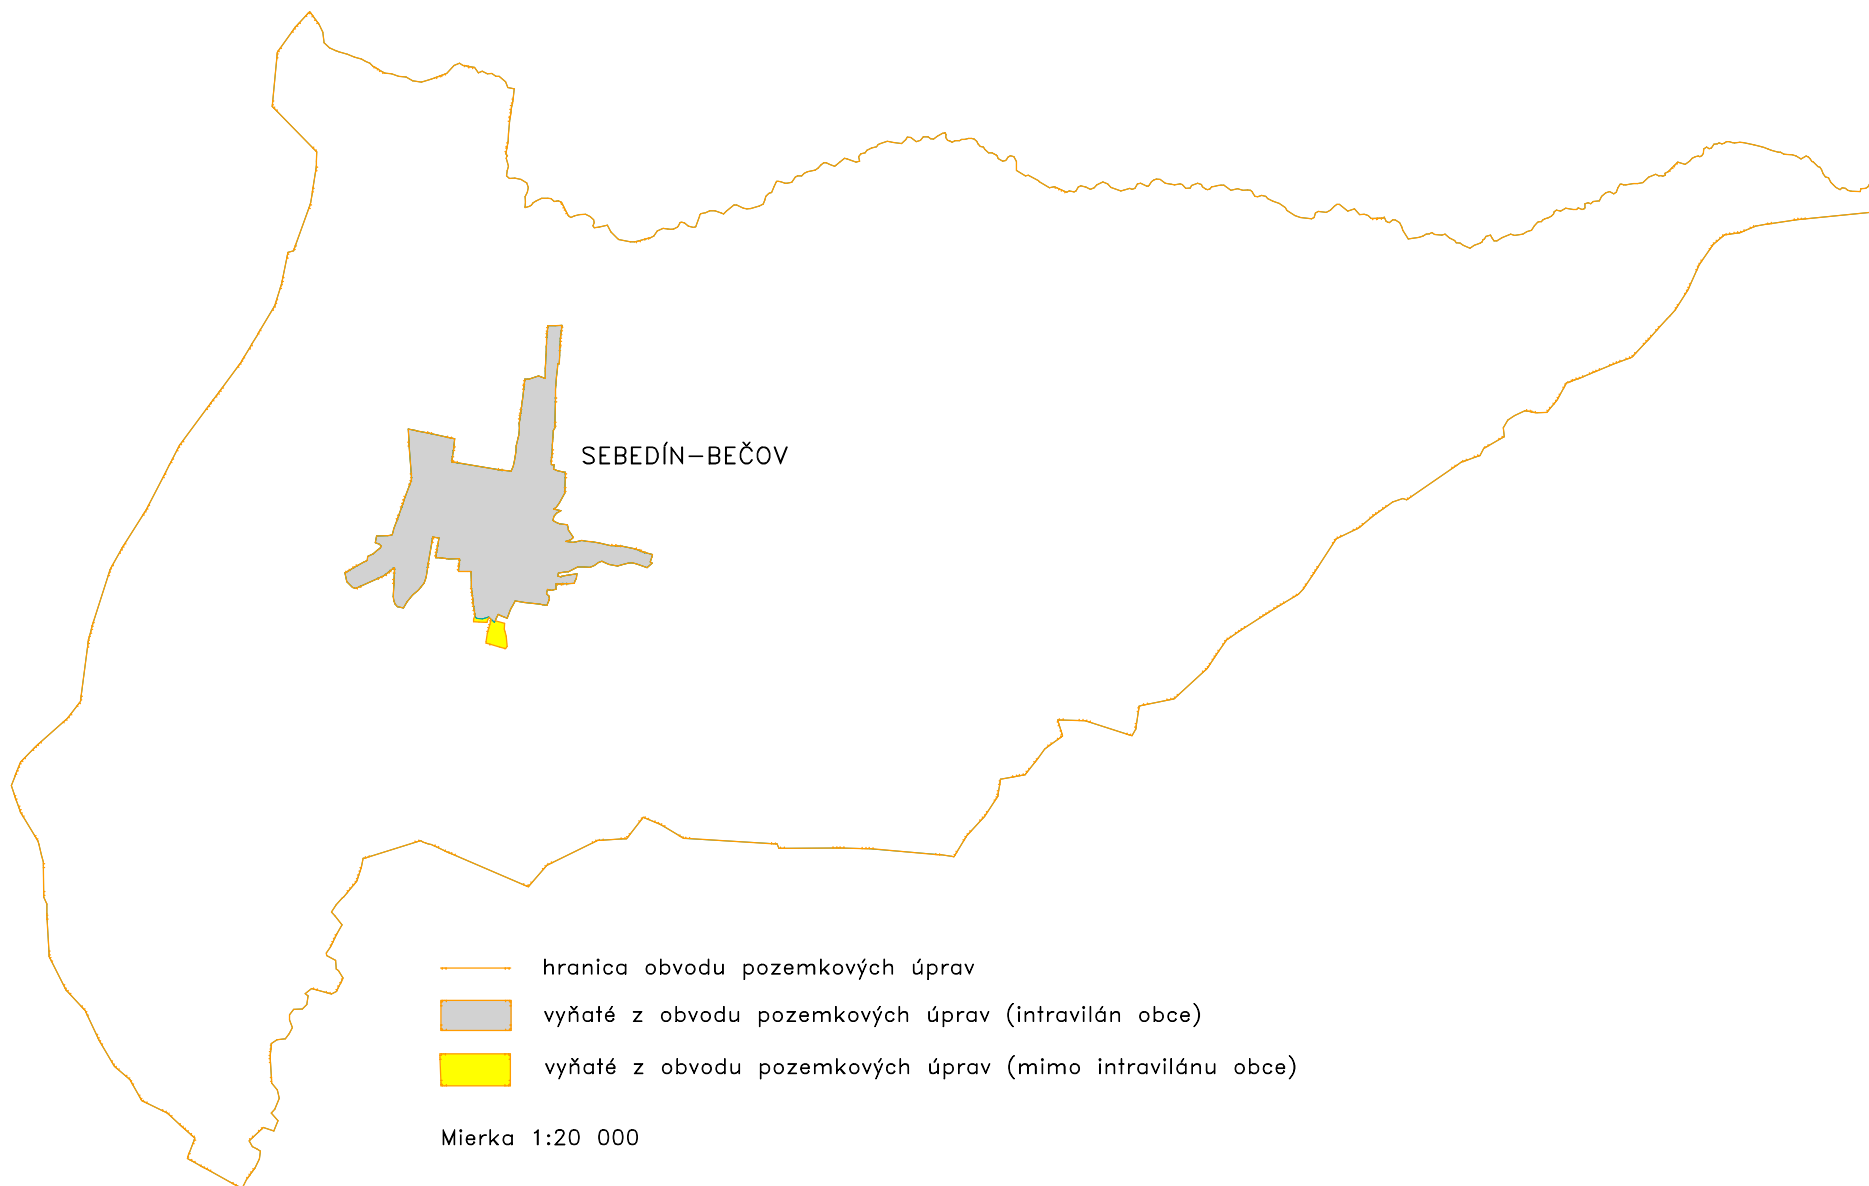 SEBEDÍN–BEČOV
hranica obvodu pozemkových úprav
vyňaté z obvodu pozemkových úprav (intravilán obce)
vyňaté z obvodu pozemkových úprav (mimo intravilánu obce)
Mierka 1:20 000